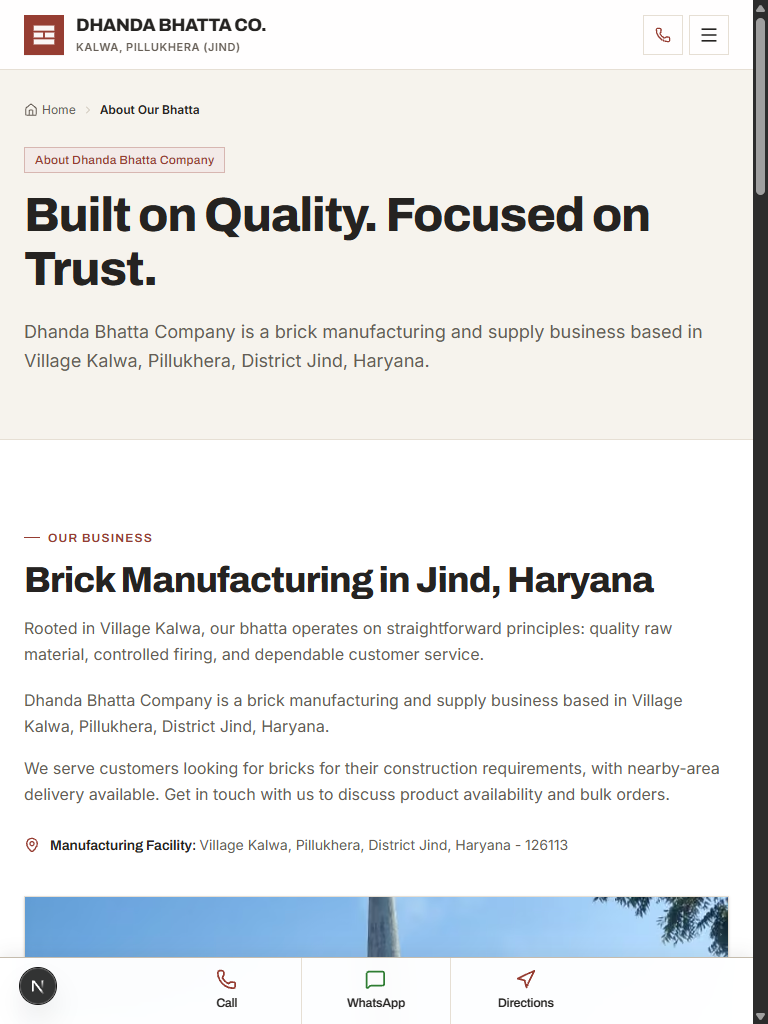 DHANDA BHATTA CO.
KALWA, PILLUKHERA (JIND)
Home
About Our Bhatta
About Dhanda Bhatta Company
Built on Quality. Focused on
Trust.
Dhanda Bhatta Company is a brick manufacturing and supply business based in
Village Kalwa, Pillukhera, District Jind, Haryana.
OUR BUSINESS
Brick Manufacturing in Jind, Haryana
Rooted in Village Kalwa, our bhatta operates on straightforward principles: quality raw
material, controlled firing, and dependable customer service.
Dhanda Bhatta Company is a brick manufacturing and supply business based in Village
Kalwa, Pillukhera, District Jind, Haryana.
We serve customers looking for bricks for their construction requirements, with nearby-area
delivery available. Get in touch with us to discuss product availability and bulk orders.
Manufacturing Facility: Village Kalwa, Pillukhera, District Jind, Haryana - 126113
N
Call
WhatsApp
Directions